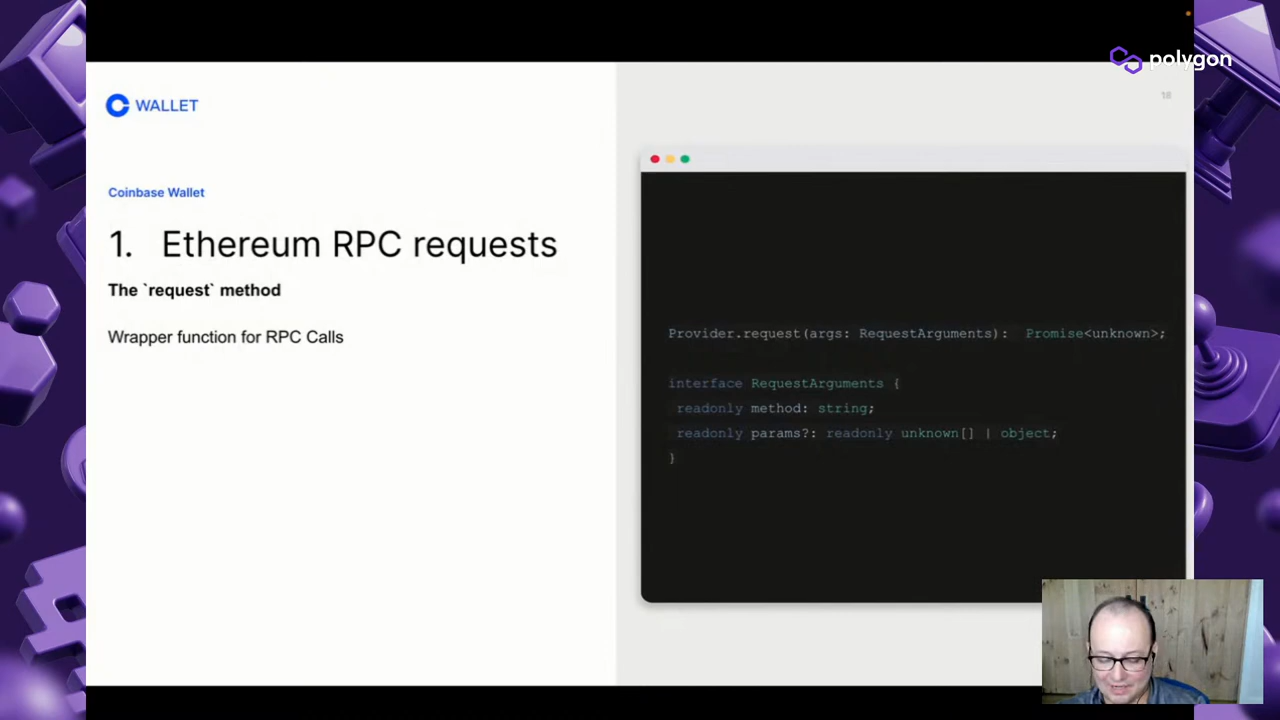 polygon
WALLET
18
Coinbase Wallet
1. Ethereum RPC requests
The `request` method
Wrapper function for RPC Calls
Provider.request(args: RequestArguments): Promise<unknown>;
interface RequestArguments {
readonly method: string;
readonly params?: readonly unknown[] | object;
}